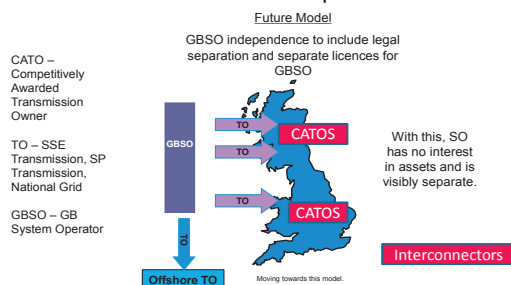 Future Model
GBSO independence to include legal
separation and separate licences for
GBSO
CATO –
Competitively
Awarded
Transmission
Owner
TO – SSE
Transmission, SP
Transmission,
National Grid
GBSO – GB
System Operator
GBSO
TO
TO
TO
CATOS
CATOS
TO
Offshore TO
With this, SO
has no interest
in assets and is
visibly separate.
Interconnectors
Moving towards this model.